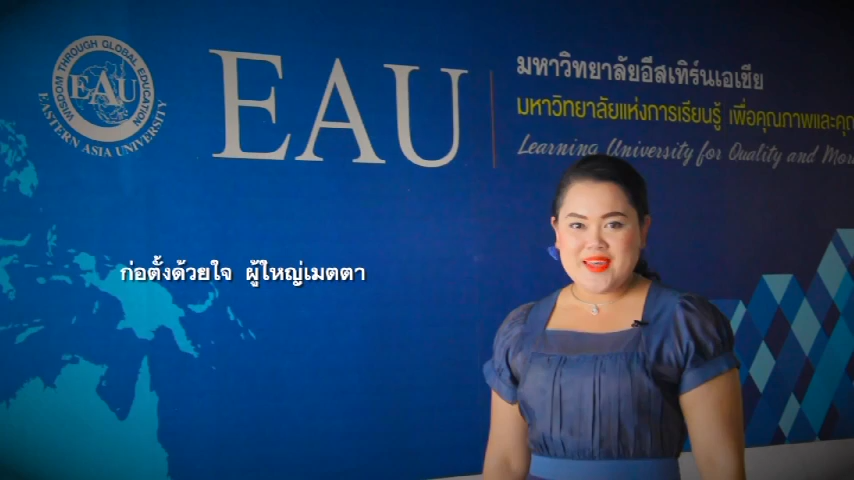 WISDOM THROUGH GLOBAL EDUCATION
EAU
EASTERN ASIA UNIVERSITY
EAU
มหาวิทยาลัยอีสเทิร์นเอเชีย
มหาวิทยาลัยแห่งการเรียนรู้ เพื่อคุณภาพและคุณ
Learning University for Quality and
ก่อตั้งด้วยใจ ผู้ใหญ่เมตตา